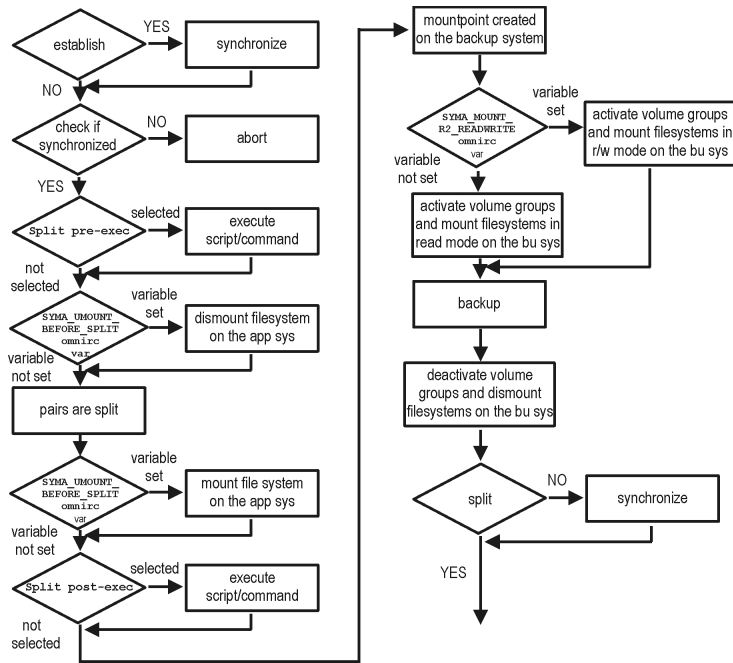 establish
YES
synchronize
NO
check if
synchronized
NO
abort
YES
Split pre-exec
selected
execute
script/command
not
selected
SYMA_UMOUNT_
BEFORE_SPLIT
omnirc
var
variable
set
dismount filesystem
on the app sys
variable
not set
pairs are split
SYMA_UMOUNT_
BEFORE_SPLIT
omnirc
var
variable
set
mount file system
on the app sys
variable
not set
Split post-exec
selected
execute
script/command
not
selected
mountpoint created
on the backup system
SYMA_MOUNT_
R2_READWRITE
omnirc
var
variable
set
activate volume groups
and mount filesystems in
r/w mode on the bu sys
variable
not set
activate volume groups
and mount filesystems in
read mode on the bu sys
backup
deactivate volume
groups and dismount
filesystems on the bu sys
split
NO
synchronize
YES